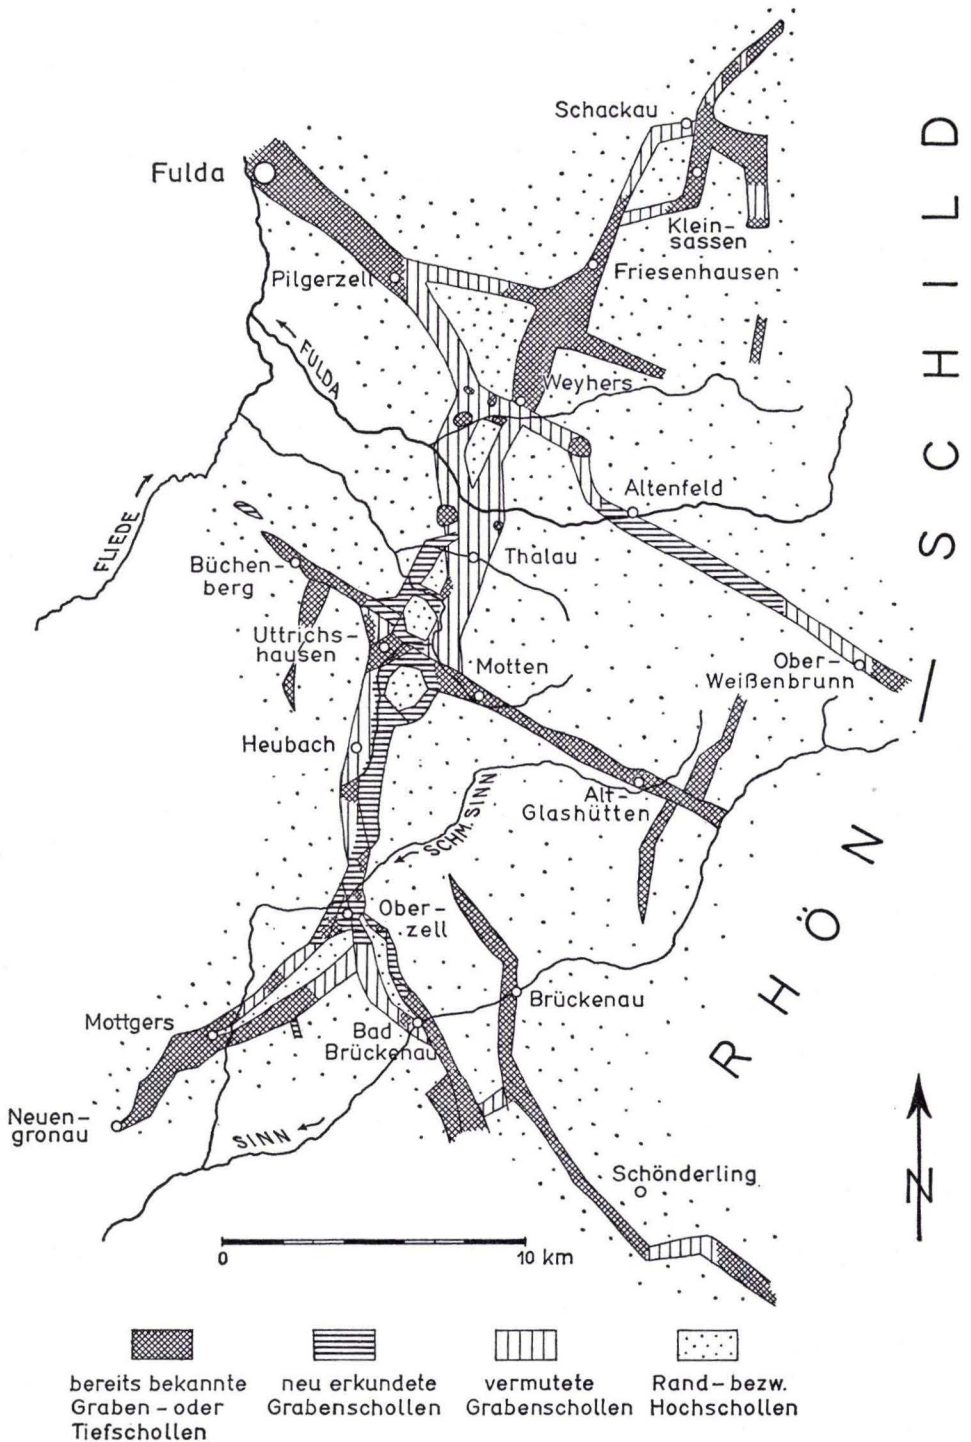 Schackau
Fulda
Klein-
sassen
Pilgerzell
Friesenhausen
FULDA
Weyhers
SCHILD
Altenfeld
FLIEDE
Büchen-
berg
Thalau
Uttrichs-
hausen
Motten
Ober-
Weißenbrunn
Heubach
SCHM. SINN
Alt-
Glashütten
RHÖN
Ober-
zell
Brückenau
Mottgers
Bad
Brückenau
Neuen-
gronau
SINN
Schönderling
N
0 10 km
bereits bekannte
Graben- oder
Tiefschollen
neu erkundete
Grabenschollen
vermutete
Grabenschollen
Rand- bezw.
Hochschollen